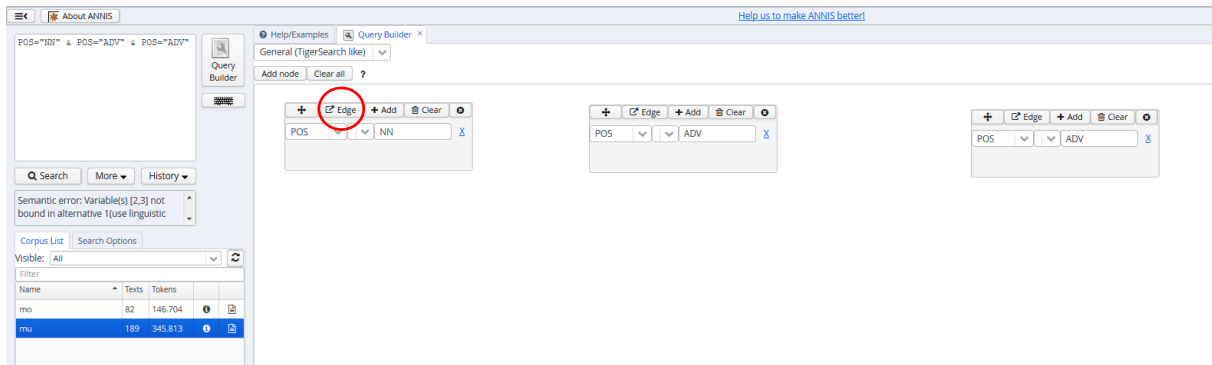 About ANNIS
Help us to make ANNIS better!
POS="NN" & POS="ADV" & POS="ADV"
Query
Builder
Help/Examples Query Builder ×
General (TigerSearch like)
Add node Clear all ?
Edge + Add Clear
POS NN X
Edge + Add Clear
POS ADV X
Edge + Add Clear
POS ADV X
Search More History
Semantic error: Variable(s) [2,3] not
bound in alternative 1(use linguistic
Corpus List Search Options
Visible: All
Filter
Name Texts Tokens
mo 82 146.704
mu 189 345.813